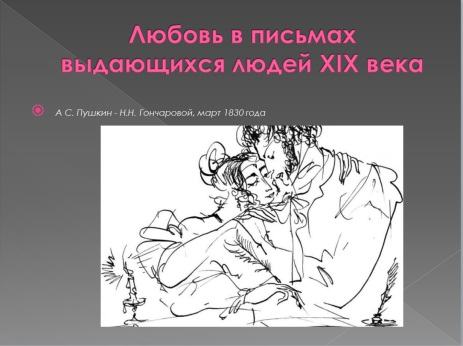 Любовь в письмах
выдающихся людей XIX века
А С. Пушкин - Н.Н. Гончаровой, март 1830 года